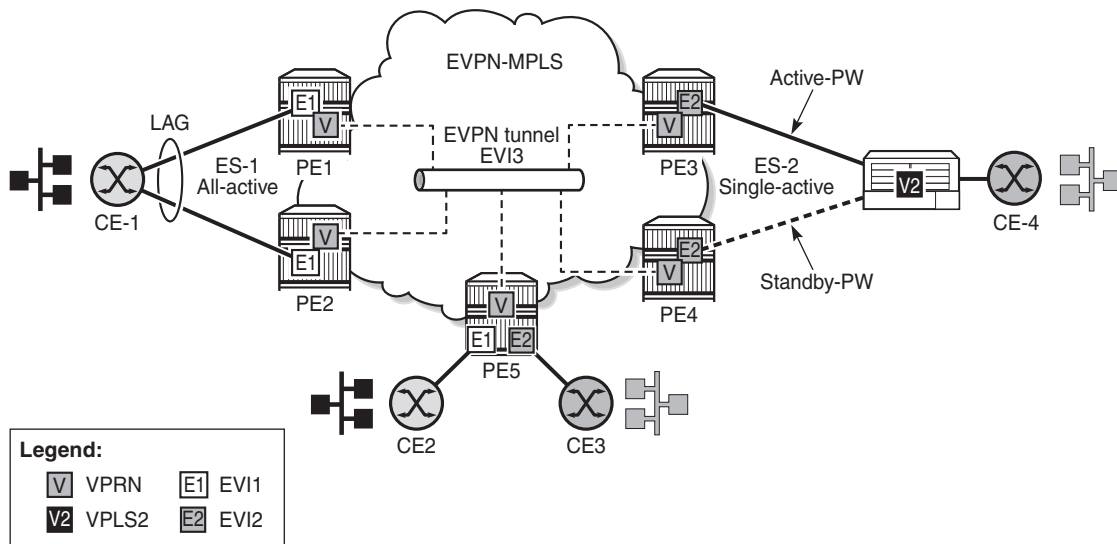 EVPN-MPLS
Active-PW
LAG
E1
V
PE1
EVPN tunnel
EVI3
E2
V
PE3
ES-1
All-active
ES-2
Single-active
V2
CE-1
CE-4
V
E1
PE2
E2
V
PE4
Standby-PW
V
E1
E2
PE5
CE2
CE3
Legend:
V VPRN
E1 EVI1
V2 VPLS2
E2 EVI2